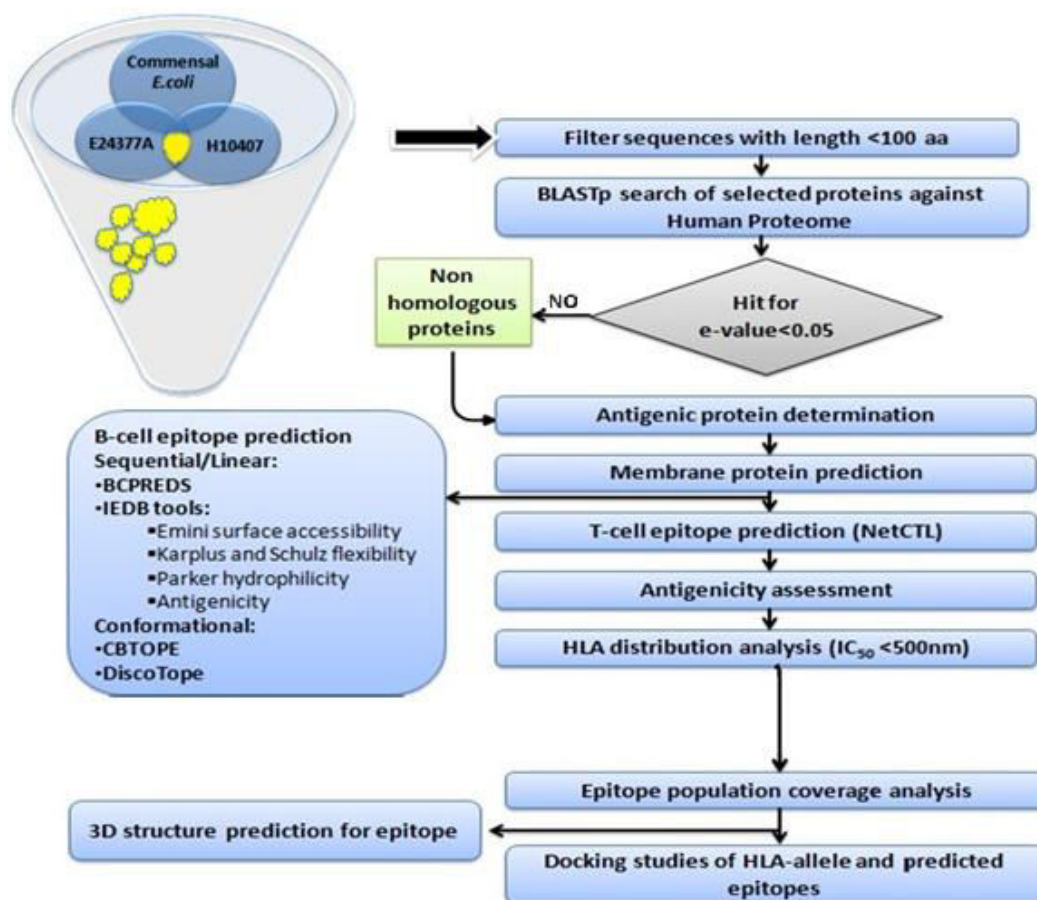 Commensal
E.coli
E24377A
H10407
Filter sequences with length <100 aa
BLASTp search of selected proteins against
Human Proteome
Non
homologous
proteins
NO
Hit for
e-value<0.05
Antigenic protein determination
Membrane protein prediction
B-cell epitope prediction
Sequential/Linear:
•BCPREDS
•IEDB tools:
▪Emini surface accessibility
▪Karplus and Schulz flexibility
▪Parker hydrophilicity
▪Antigenicity
Conformational:
•CBTOPE
•DiscoTope
T-cell epitope prediction (NetCTL)
Antigenicity assessment
HLA distribution analysis (IC₅₀ <500nm)
Epitope population coverage analysis
3D structure prediction for epitope
Docking studies of HLA-allele and predicted
epitopes